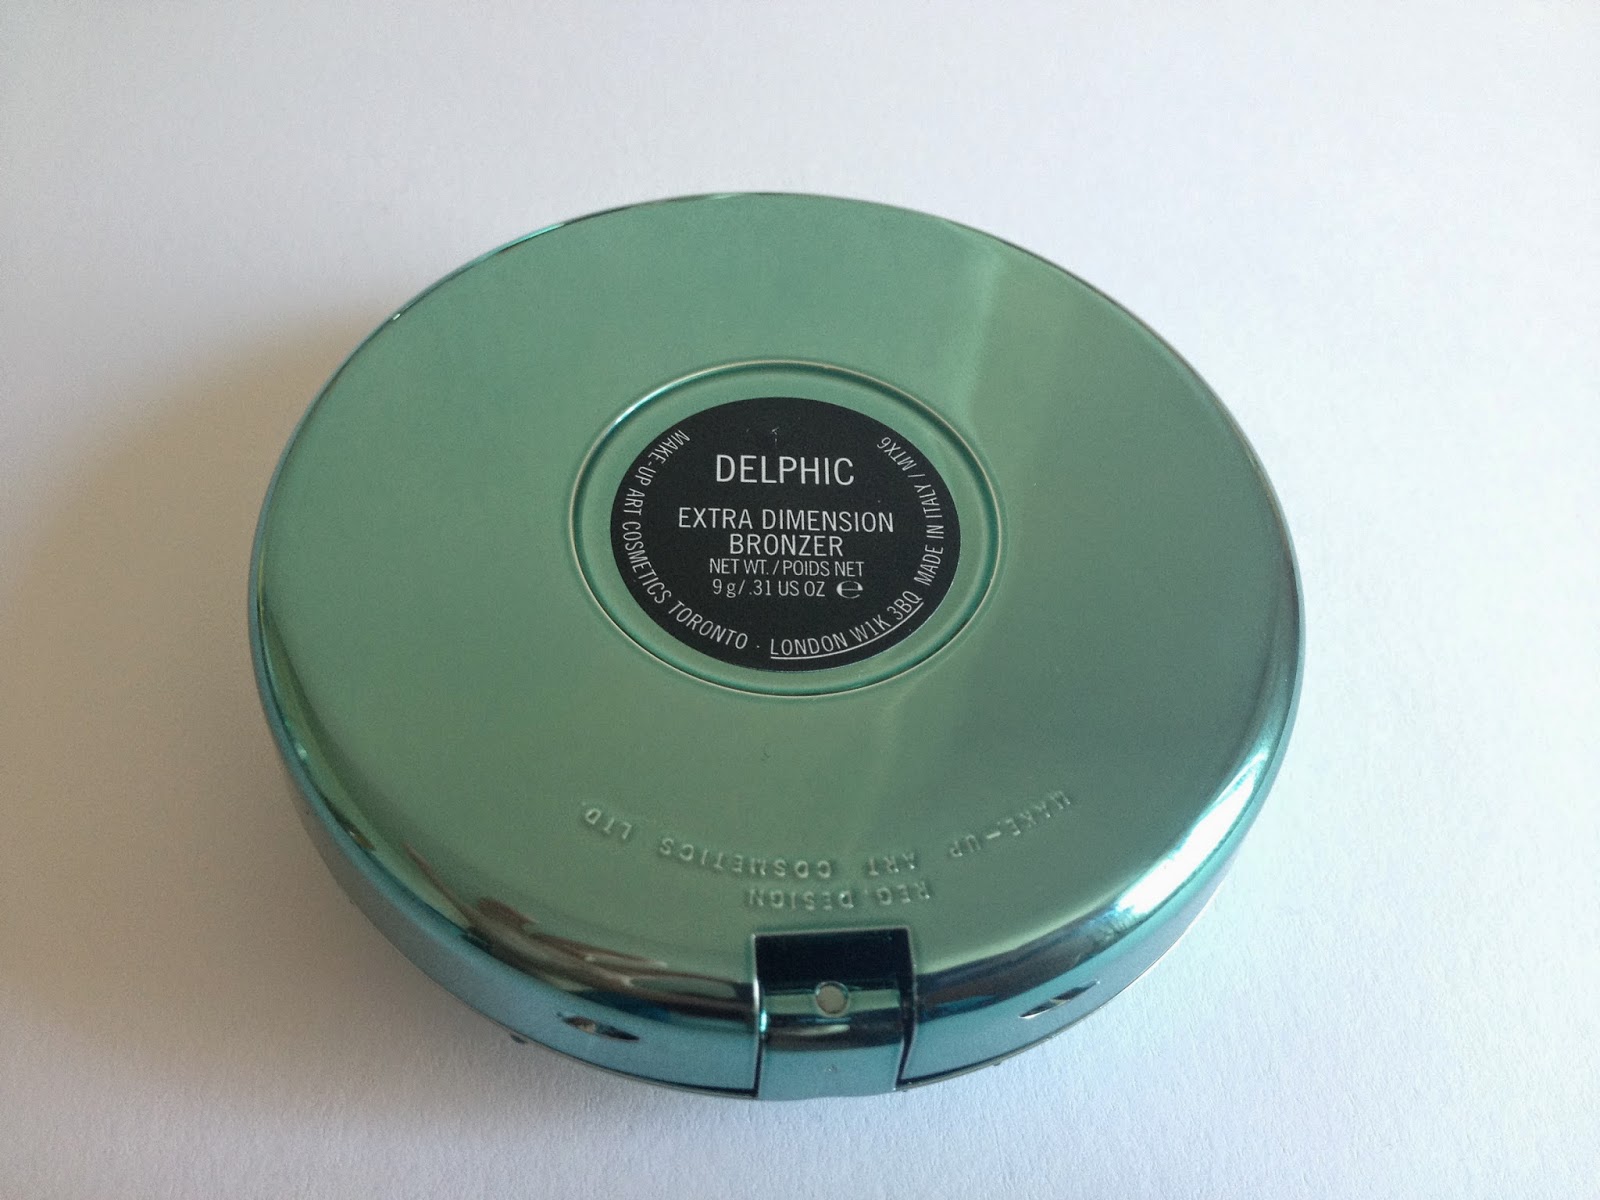 DELPHIC
EXTRA DIMENSION
BRONZER
NET WT. / POIDS NET
9 g/ .31 US OZ ℮
MAKE-UP ART COSMETICS TORONTO · LONDON W1K 3BQ MADE IN ITALY / MTX6
MAKE-UP ART COSMETICS LTD.
REG. DESIGN